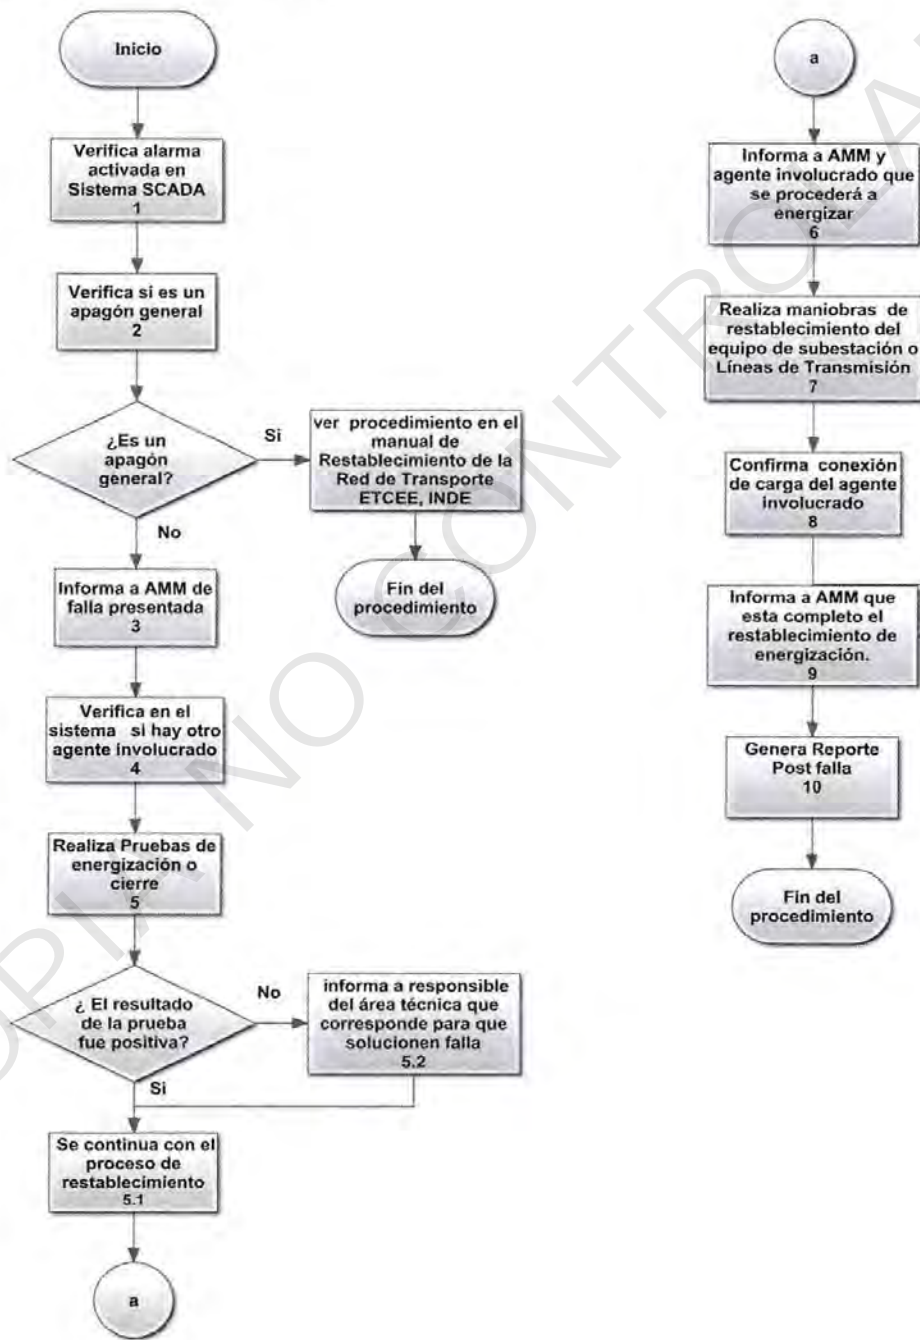 Inicio
Verifica alarma
activada en
Sistema SCADA
1
Verifica si es un
apagón general
2
¿Es un
apagón
general?
Si
ver procedimiento en el
manual de
Restablecimiento de la
Red de Transporte
ETCEE, INDE
Fin del
procedimiento
No
Informa a AMM de
falla presentada
3
Verifica en el
sistema si hay otro
agente involucrado
4
Realiza Pruebas de
energización o
cierre
5
¿ El resultado
de la prueba
fue positiva?
No
informa a responsible
del área técnica que
corresponde para que
solucionen falla
5.2
Si
Se continua con el
proceso de
restablecimiento
5.1
a
a
Informa a AMM y
agente involucrado que
se procederá a
energizar
6
Realiza maniobras de
restablecimiento del
equipo de subestación o
Líneas de Transmisión
7
Confirma conexión
de carga del agente
involucrado
8
Informa a AMM que
esta completo el
restablecimiento de
energización.
9
Genera Reporte
Post falla
10
Fin del
procedimiento
OPIA NO CONTROLA